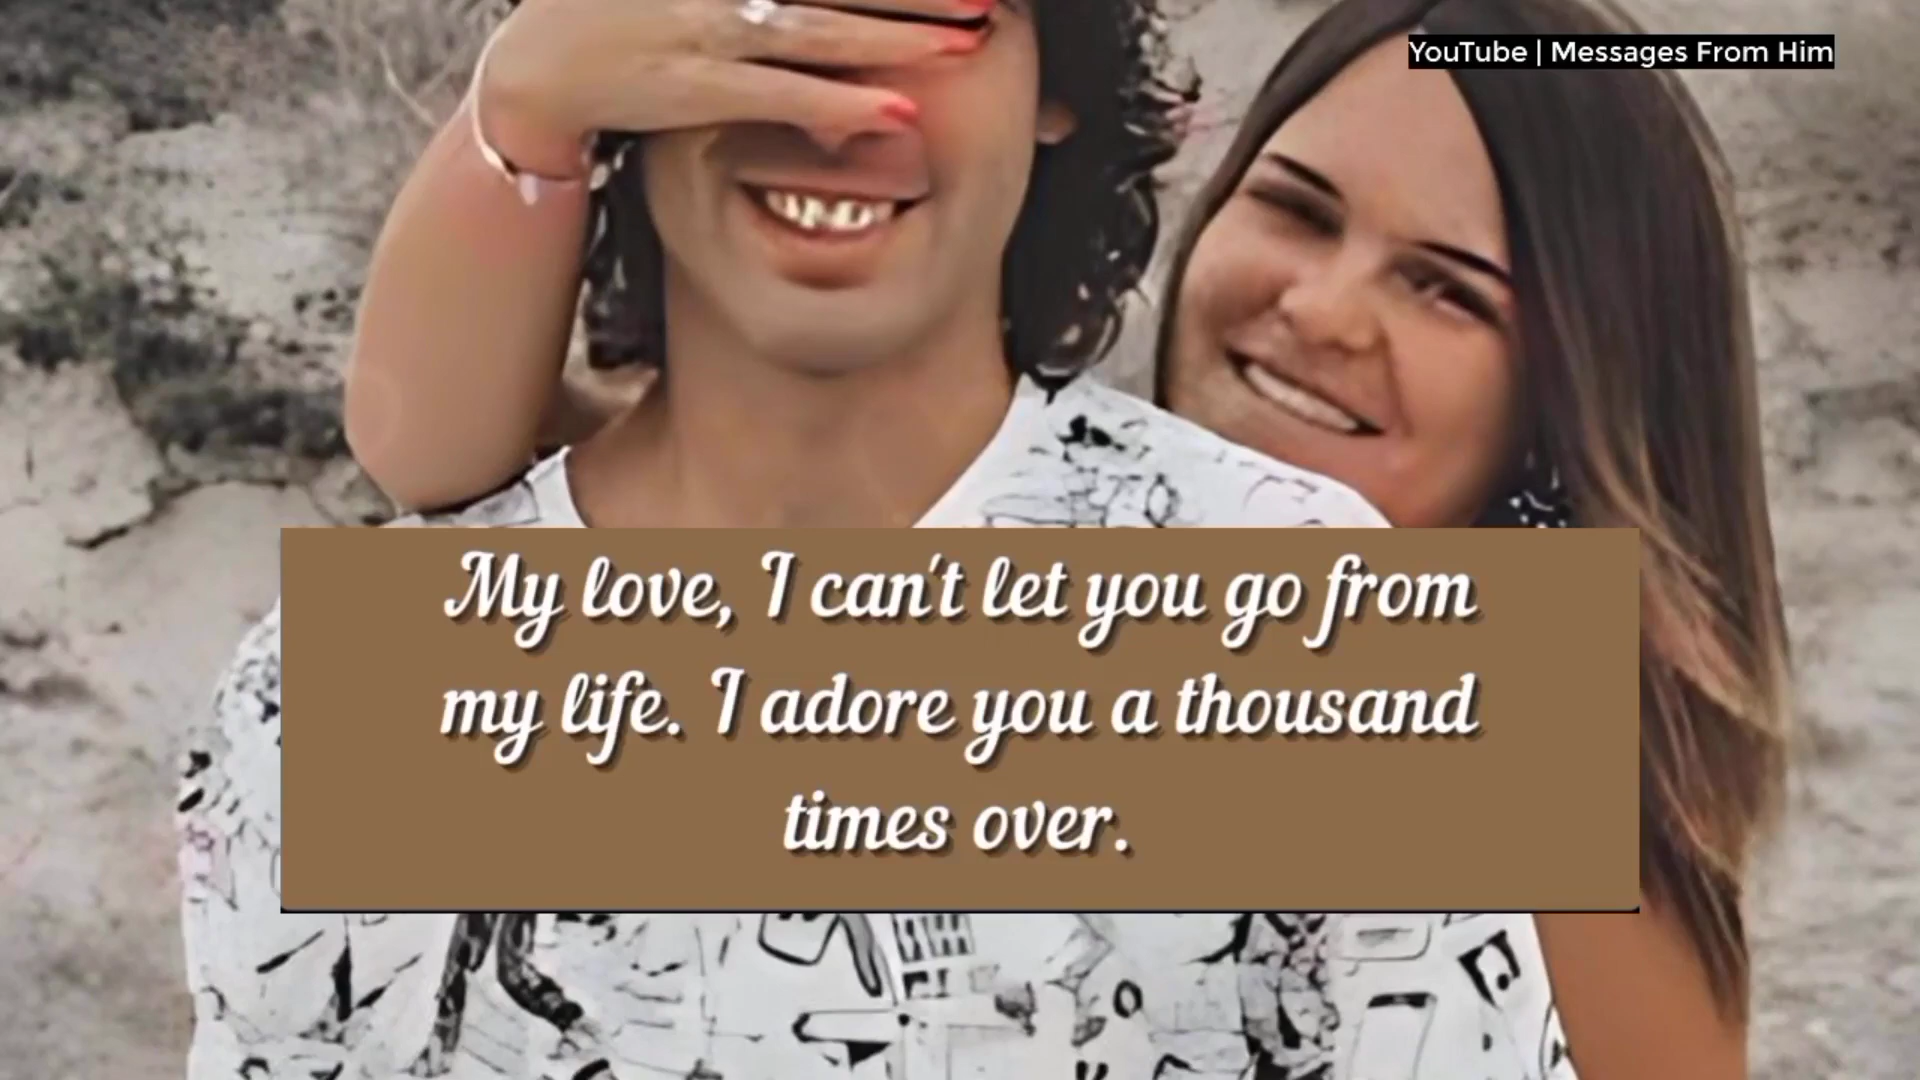 YouTube | Messages From Him
My love, I can't let you go from
my life. I adore you a thousand
times over.